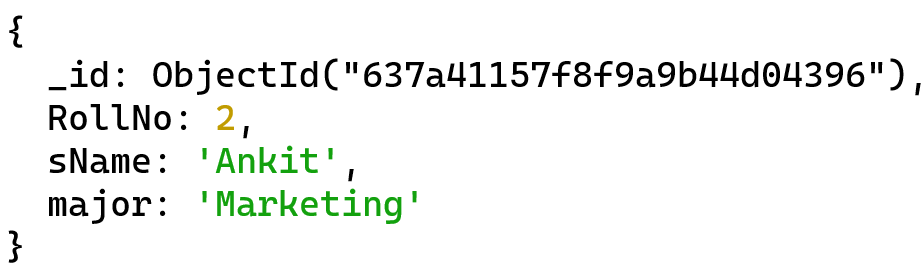 {
  _id: ObjectId("637a41157f8f9a9b44d04396"),
  RollNo: 2,
  sName: 'Ankit',
  major: 'Marketing'
}